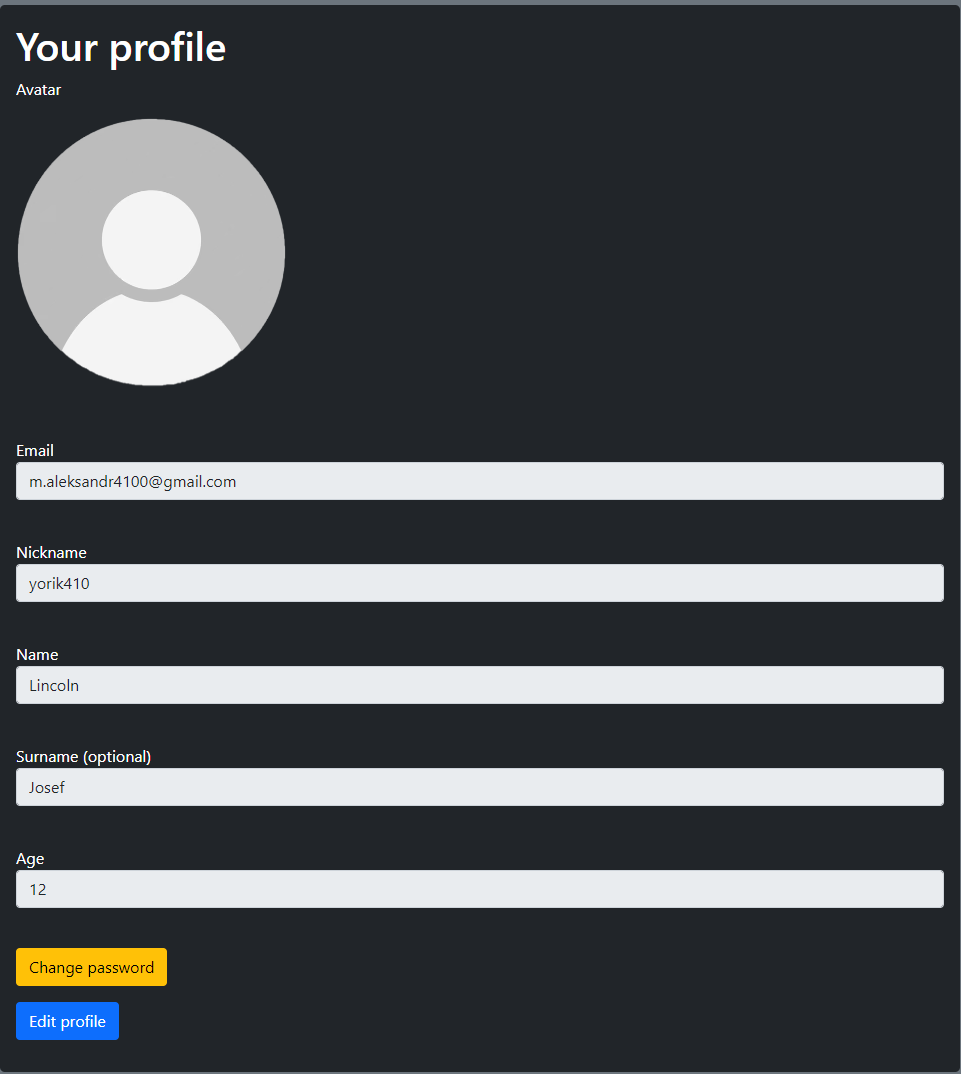 Your profile
Avatar
Email
m.aleksandr4100@gmail.com
Nickname
yorik410
Name
Lincoln
Surname (optional)
Josef
Age
12
Change password
Edit profile